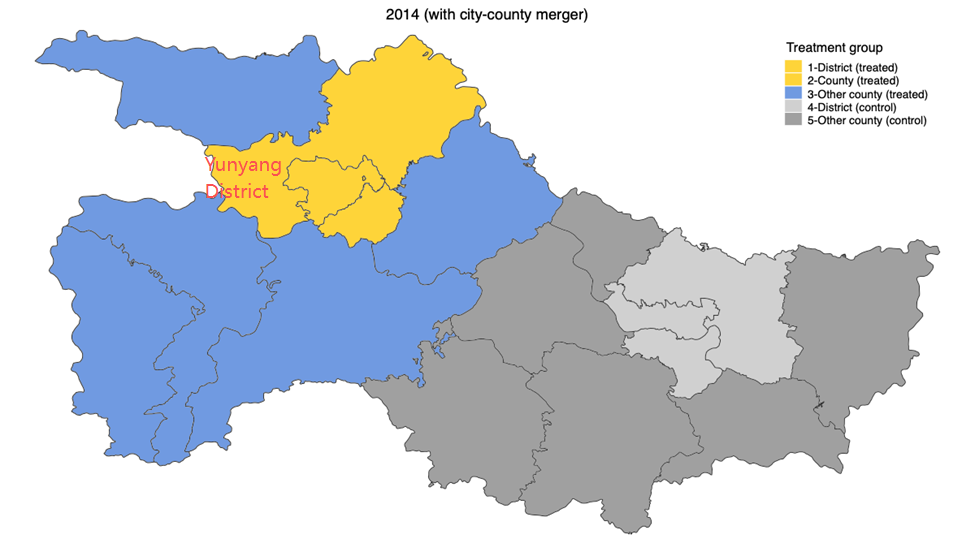 2014 (with city-county merger)
Treatment group
1-District (treated)
2-County (treated)
3-Other county (treated)
4-District (control)
5-Other county (control)
Yunyang
District